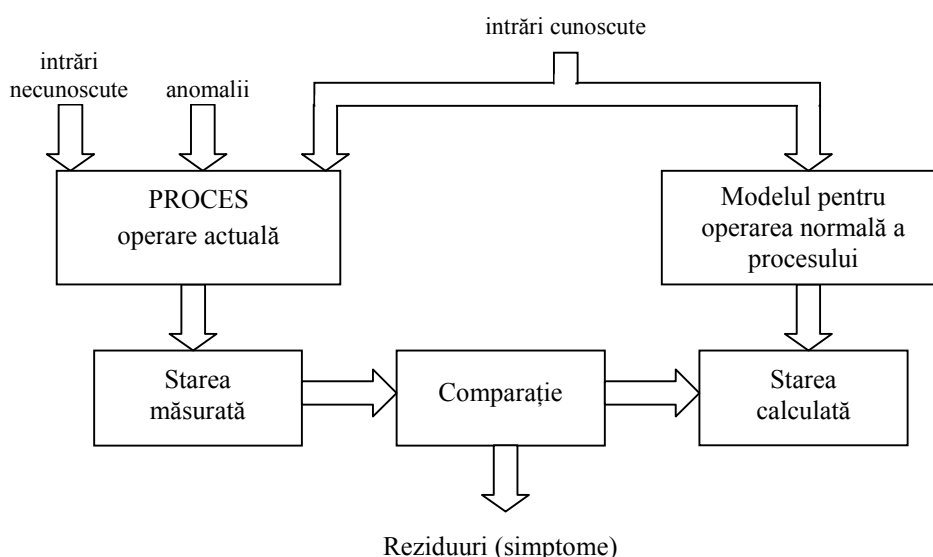 intrări cunoscute
intrări
necunoscute
anomalii
PROCES
operare actuală
Modelul pentru
operarea normală a
procesului
Starea
măsurată
Comparație
Starea
calculată
Reziduuri (simptome)